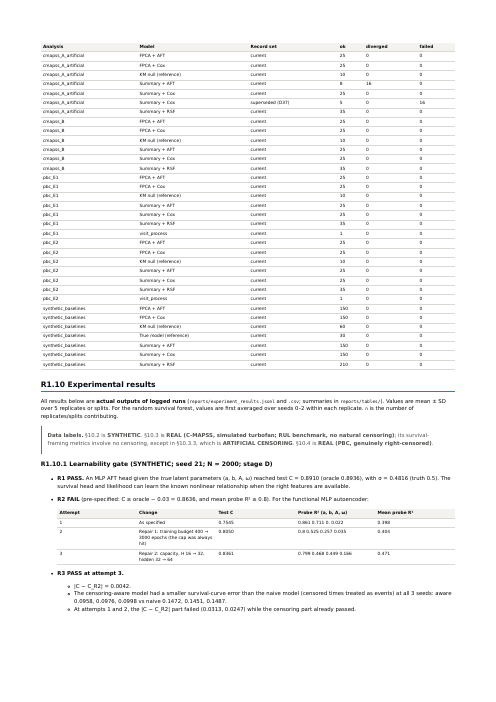 Analysis Model Record set ok diverged failed
cmapss_A_artificial FPCA + AFT current 25 0 0
cmapss_A_artificial FPCA + Cox current 25 0 0
cmapss_A_artificial KM null (reference) current 10 0 0
cmapss_A_artificial Summary + AFT current 9 16 0
cmapss_A_artificial Summary + Cox current 25 0 0
cmapss_A_artificial Summary + Cox superseded (D37) 5 0 16
cmapss_A_artificial Summary + RSF current 35 0 0
cmapss_B FPCA + AFT current 25 0 0
cmapss_B FPCA + Cox current 25 0 0
cmapss_B KM null (reference) current 10 0 0
cmapss_B Summary + AFT current 25 0 0
cmapss_B Summary + Cox current 25 0 0
cmapss_B Summary + RSF current 35 0 0
pbc_E1 FPCA + AFT current 25 0 0
pbc_E1 FPCA + Cox current 25 0 0
pbc_E1 KM null (reference) current 10 0 0
pbc_E1 Summary + AFT current 25 0 0
pbc_E1 Summary + Cox current 25 0 0
pbc_E1 Summary + RSF current 35 0 0
pbc_E1 visit_process current 1 0 0
pbc_E2 FPCA + AFT current 25 0 0
pbc_E2 FPCA + Cox current 25 0 0
pbc_E2 KM null (reference) current 10 0 0
pbc_E2 Summary + AFT current 25 0 0
pbc_E2 Summary + Cox current 25 0 0
pbc_E2 Summary + RSF current 35 0 0
pbc_E2 visit_process current 1 0 0
synthetic_baselines FPCA + AFT current 150 0 0
synthetic_baselines FPCA + Cox current 150 0 0
synthetic_baselines KM null (reference) current 60 0 0
synthetic_baselines True model (reference) current 30 0 0
synthetic_baselines Summary + AFT current 150 0 0
synthetic_baselines Summary + Cox current 150 0 0
synthetic_baselines Summary + RSF current 210 0 0
R1.10 Experimental results
All results below are actual outputs of logged runs (reports/experiment_results.jsonl and .csv; summaries in reports/tables/). Values are mean ± SD
over 5 replicates or splits. For the random survival forest, values are first averaged over seeds 0–2 within each replicate. n is the number of
replicates/splits contributing.
Data labels. §10.2 is SYNTHETIC. §10.3 is REAL (C-MAPSS, simulated turbofan; RUL benchmark, no natural censoring); its survival-
framing metrics involve no censoring, except in §10.3.3, which is ARTIFICIAL CENSORING. §10.4 is REAL (PBC, genuinely right-censored).
R1.10.1 Learnability gate (SYNTHETIC; seed 21; N = 2000; stage D)
• R1 PASS. An MLP AFT head given the true latent parameters (a, b, A, ω) reached test C = 0.8910 (oracle 0.8936), with σ = 0.4816 (truth 0.5). The
survival head and likelihood can learn the known nonlinear relationship when the right features are available.
• R2 FAIL (pre-specified: C ≥ oracle − 0.03 = 0.8636, and mean probe R² ≥ 0.8). For the functional MLP autoencoder:
Attempt Change Test C Probe R² (a, b, A, ω) Mean probe R²
1 As specified 0.7545 0.861 0.711 0. 0.022 0.398
2 Repair 1: training budget 400 → 0.8050 0.8 0.525 0.257 0.035 0.404
3000 epochs (the cap was always
hit)
3 Repair 2: capacity, H 16 → 32, 0.8361 0.799 0.468 0.449 0.166 0.471
hidden 32 → 64
• R3 PASS at attempt 3.
◦ |C − C_R2| = 0.0042.
◦ The censoring-aware model had a smaller survival-curve error than the naive model (censored times treated as events) at all 3 seeds: aware
0.0958, 0.0976, 0.0998 vs naive 0.1472, 0.1451, 0.1487.
◦ At attempts 1 and 2, the |C − C_R2| part failed (0.0313, 0.0247) while the censoring part already passed.